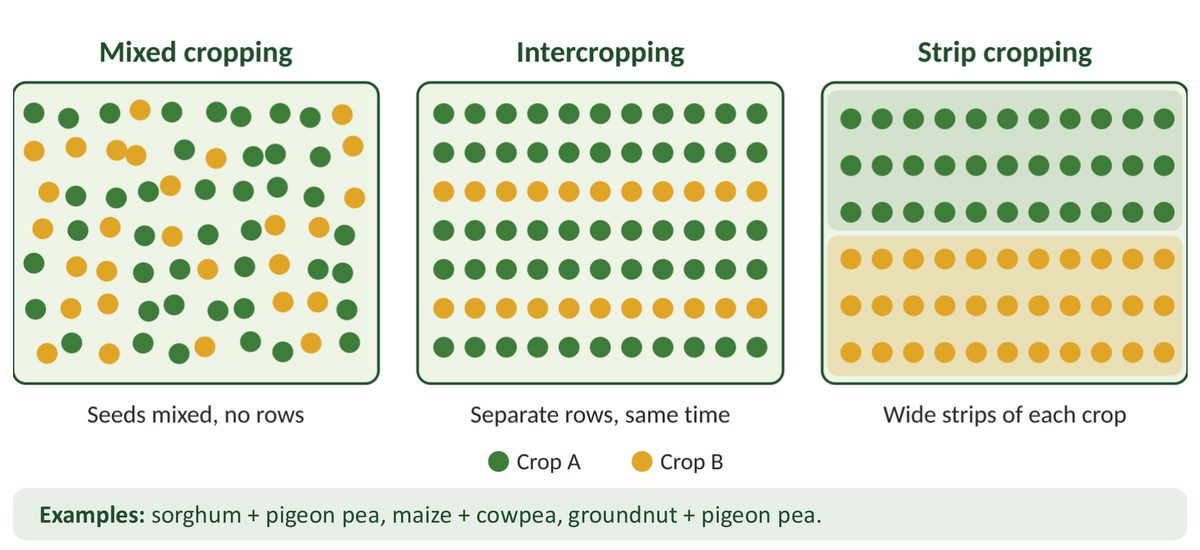 Mixed cropping
Intercropping
Strip cropping
Seeds mixed, no rows
Separate rows, same time
Wide strips of each crop
Crop A
Crop B
Examples: sorghum + pigeon pea, maize + cowpea, groundnut + pigeon pea.